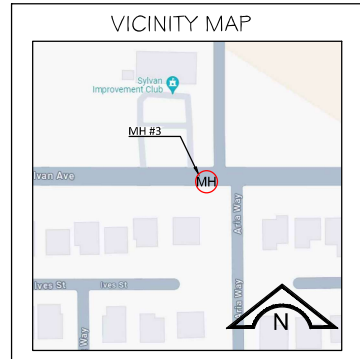 VICINITY MAP
Sylvan
Improvement Club
MH #3
MH
lvan Ave
Aria Way
Ives St
Ives St
Aria Way
Way
N